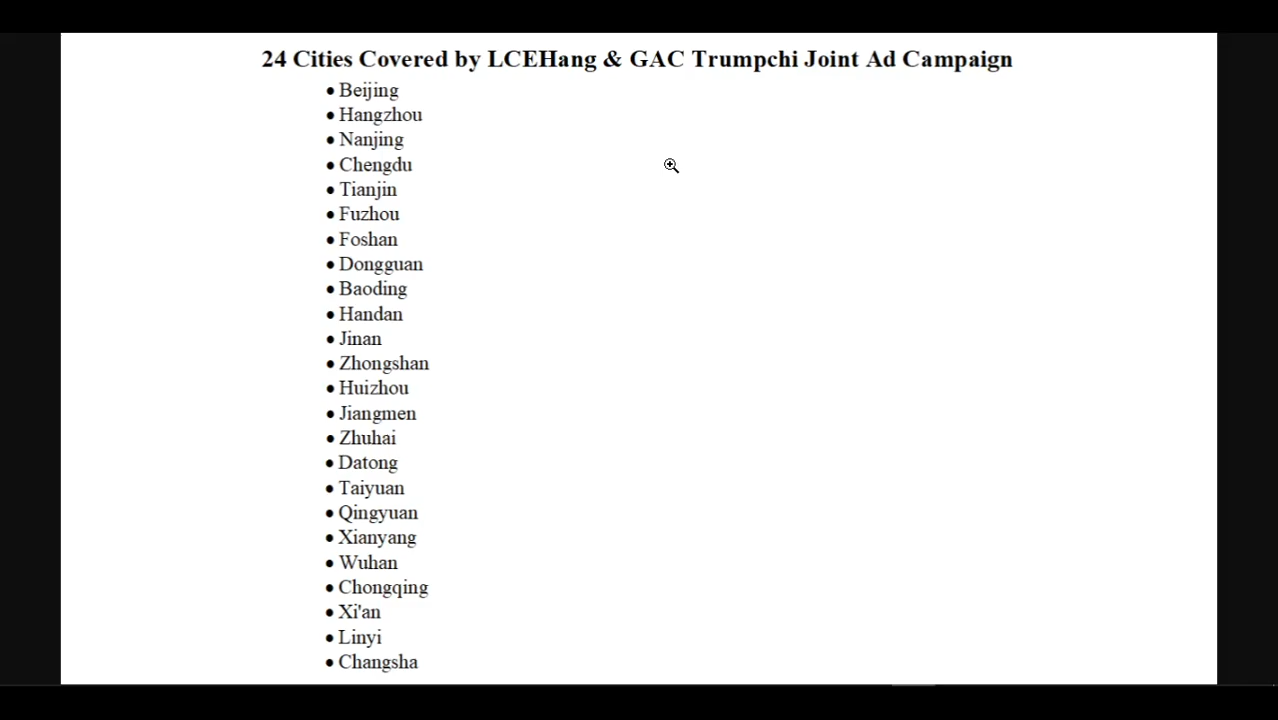 24 Cities Covered by LCEHang & GAC Trumpchi Joint Ad Campaign
• Beijing
• Hangzhou
• Nanjing
• Chengdu
• Tianjin
• Fuzhou
• Foshan
• Dongguan
• Baoding
• Handan
• Jinan
• Zhongshan
• Huizhou
• Jiangmen
• Zhuhai
• Datong
• Taiyuan
• Qingyuan
• Xianyang
• Wuhan
• Chongqing
• Xi'an
• Linyi
• Changsha